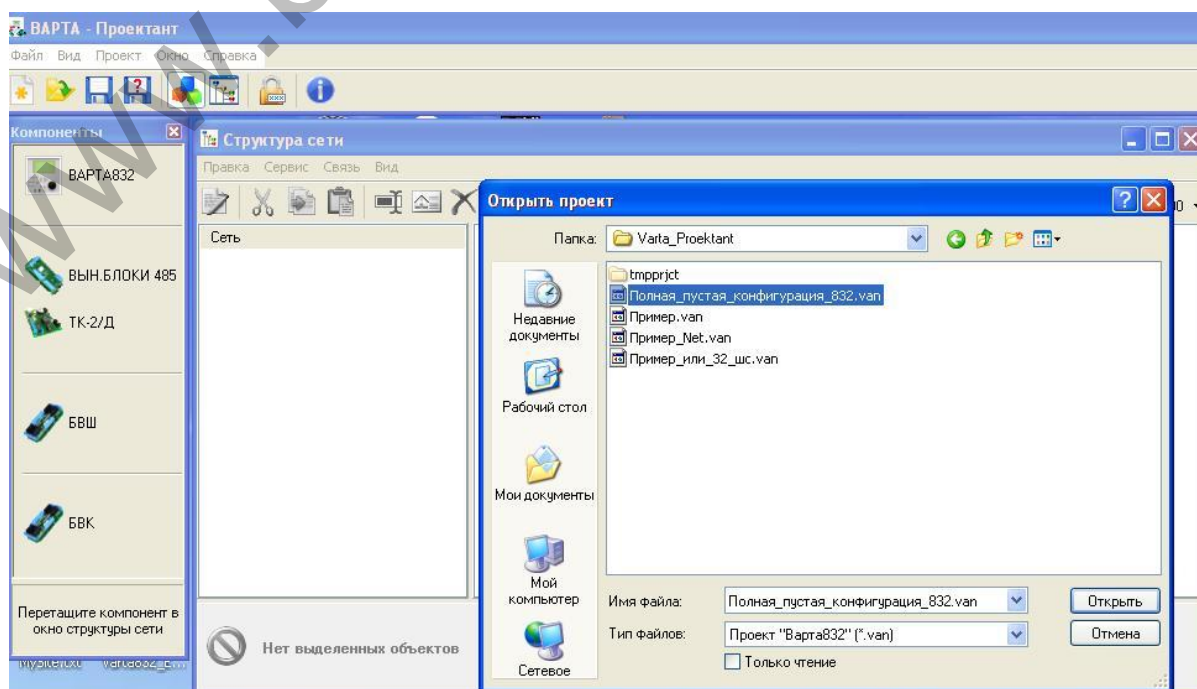 ВАРТА - Проектант
Файл Вид Проект Окно Справка
Компоненты
ВАРТА832
ВЫН.БЛОКИ 485
ТК-2/Д
БВШ
БВК
Перетащите компонент в
окно структуры сети
Структура сети
Правка Сервис Связь Вид
Сеть
Нет выделенных объектов
Открыть проект
Папка: Varta_Proektant
Недавние
документы
Рабочий стол
Мои документы
Мой
компьютер
Сетевое
tmpprjct
Полная_пустая_конфигурация_832.van
Пример.van
Пример_Net.van
Пример_или_32_шс.van
Имя файла: Полная_пустая_конфигурация_832.van Открыть
Тип файлов: Проект "Варта832" (*.van) Отмена
Только чтение
www.